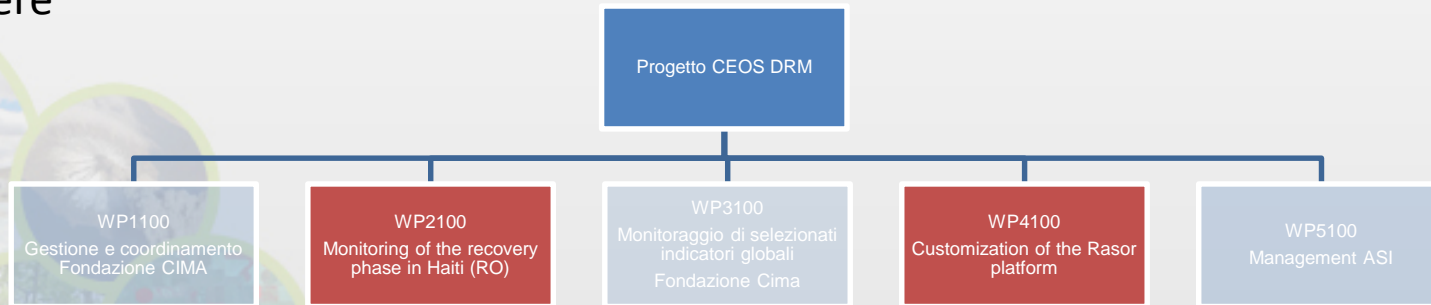 Progetto CEOS DRM
WP1100
Gestione e coordinamento
Fondazione CIMA
WP2100
Monitoring of the recovery
phase in Haiti (RO)
WP3100
Monitoraggio di selezionati
indicatori globali
Fondazione Cima
WP4100
Customization of the Rasor
platform
WP5100
Management ASI